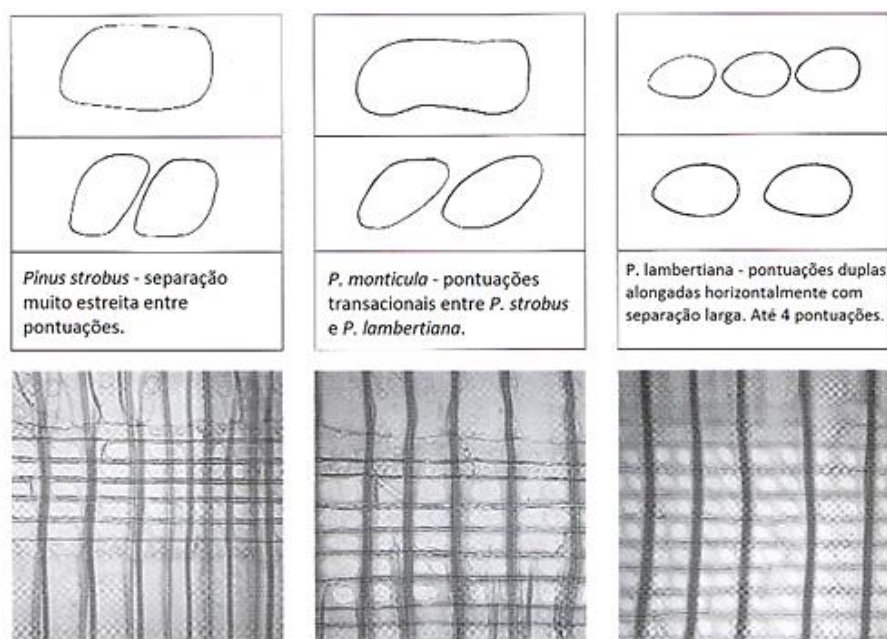 Pinus strobus - separação
muito estreita entre
pontuações.
P. monticula - pontuações
transacionais entre P. strobus
e P. lambertiana.
P. lambertiana - pontuações duplas
alongadas horizontalmente com
separação larga. Até 4 pontuações.